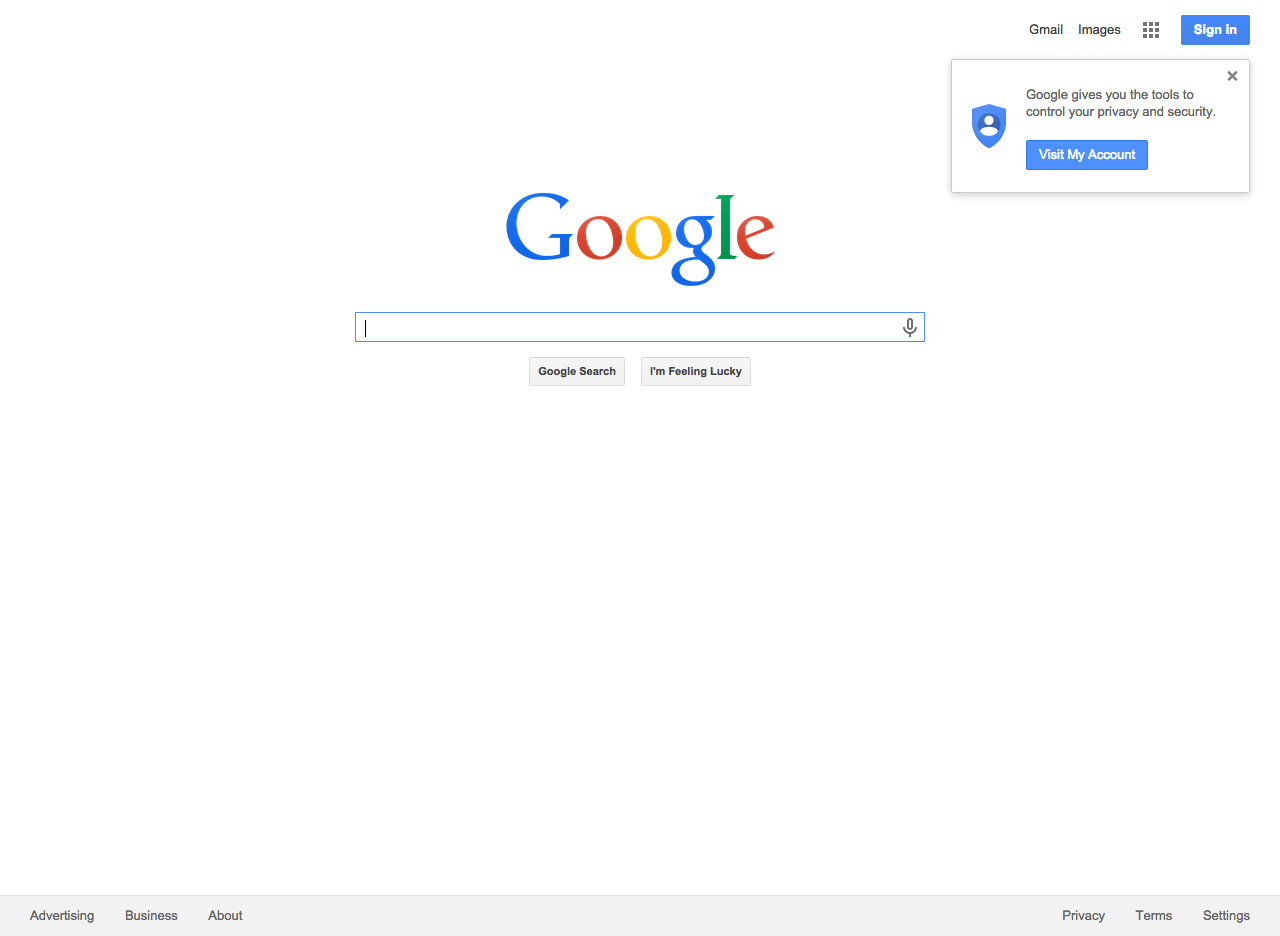 Gmail Images Sign in
Google gives you the tools to
control your privacy and security.
Visit My Account
Google
Google Search I'm Feeling Lucky
Advertising Business About Privacy Terms Settings